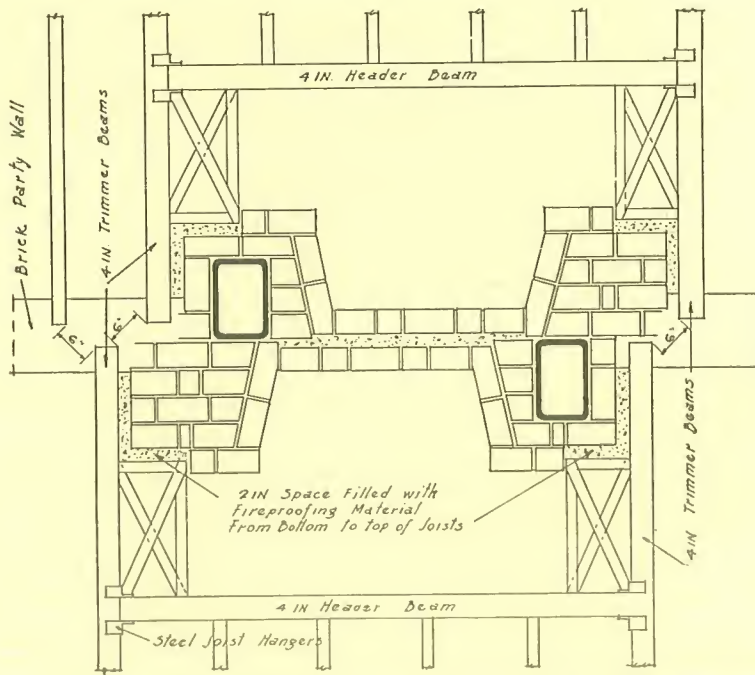 4 IN. Header Beam
Brick Party Wall
4 IN. Trimmer Beams
6"
6"
6"
4 IN Trimmer Beams
2 IN Space Filled with
Fireproofing Material
From Bottom to top of Joists
4 IN Header Beam
Steel Joist Hangers